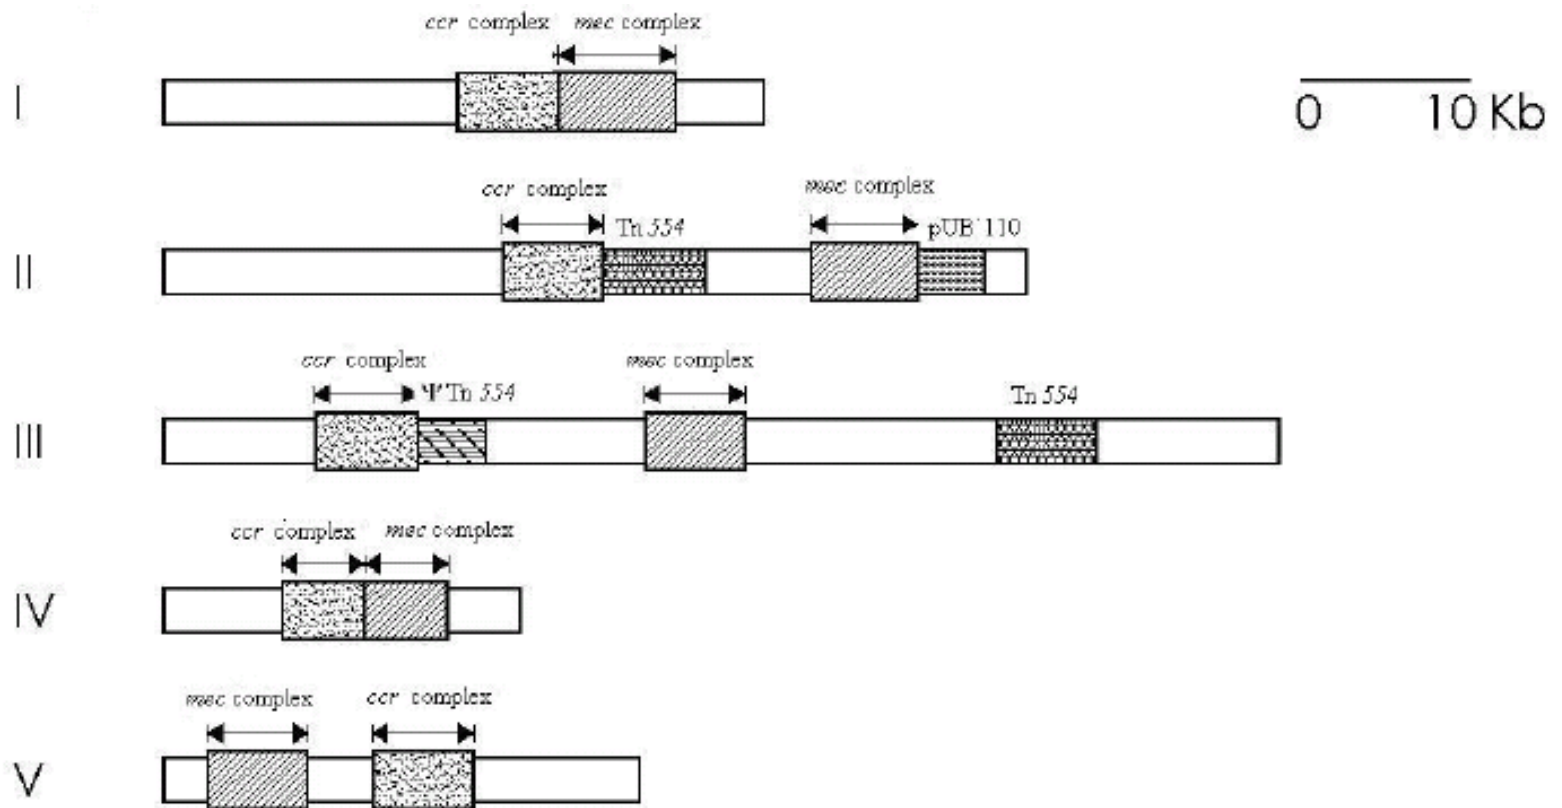 ccr complex mec complex
I
0 10 Kb
ccr complex mec complex
Tn 554 pUB 110
II
ccr complex mec complex
Ψ Tn 554 Tn 554
III
ccr complex mec complex
IV
mec complex ccr complex
V